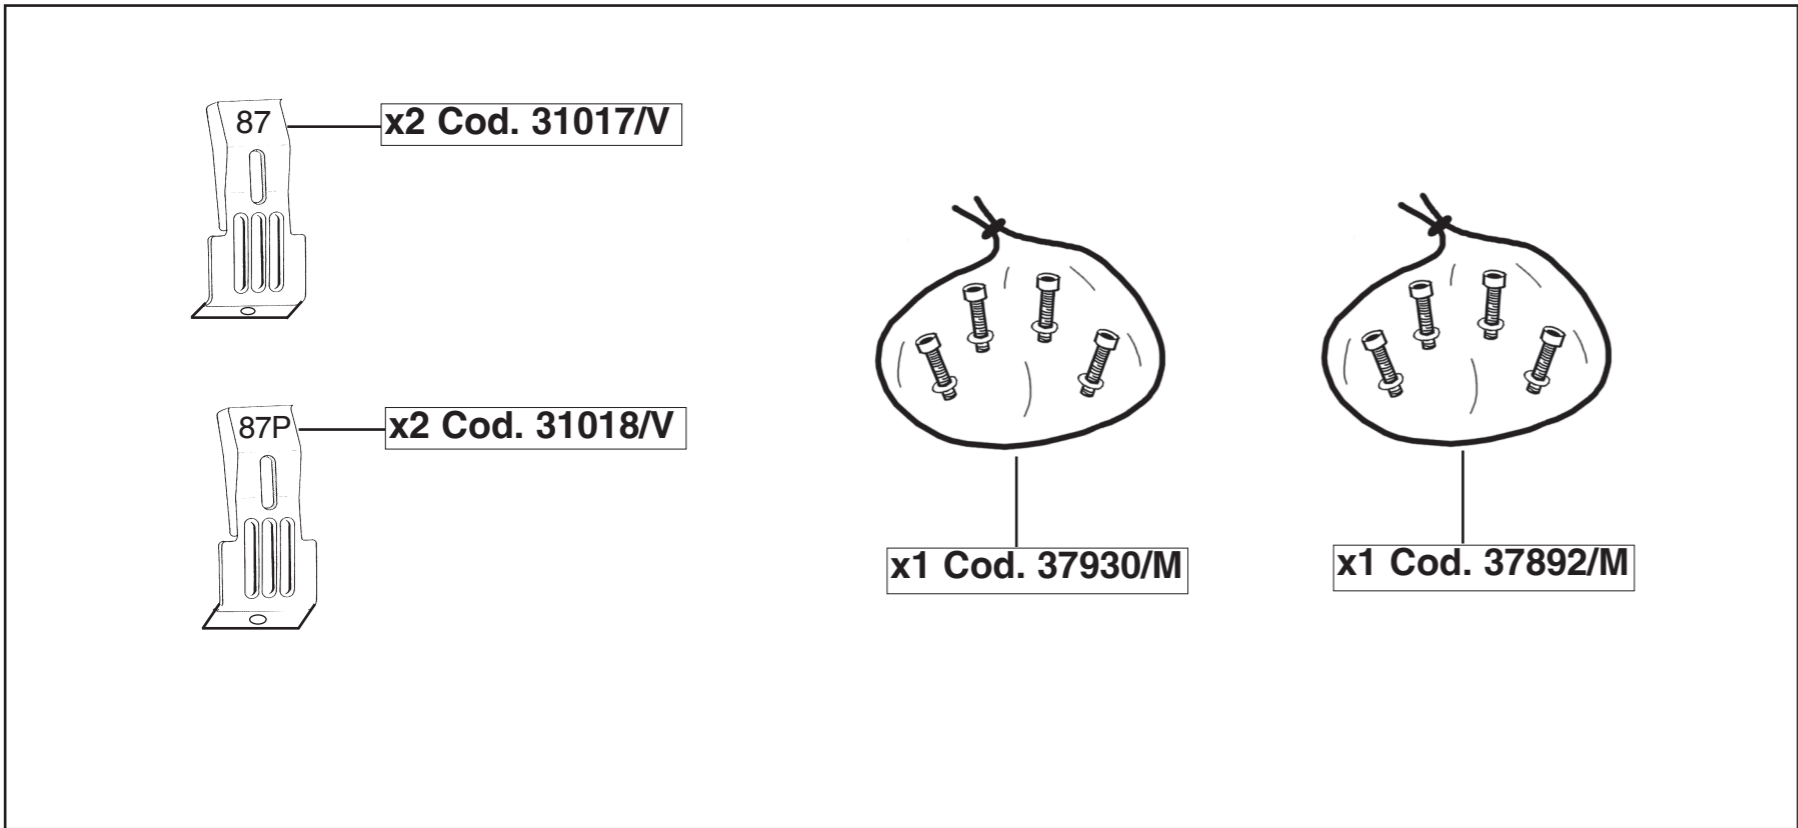 87
x2 Cod. 31017/V
87P
x2 Cod. 31018/V
x1 Cod. 37930/M
x1 Cod. 37892/M